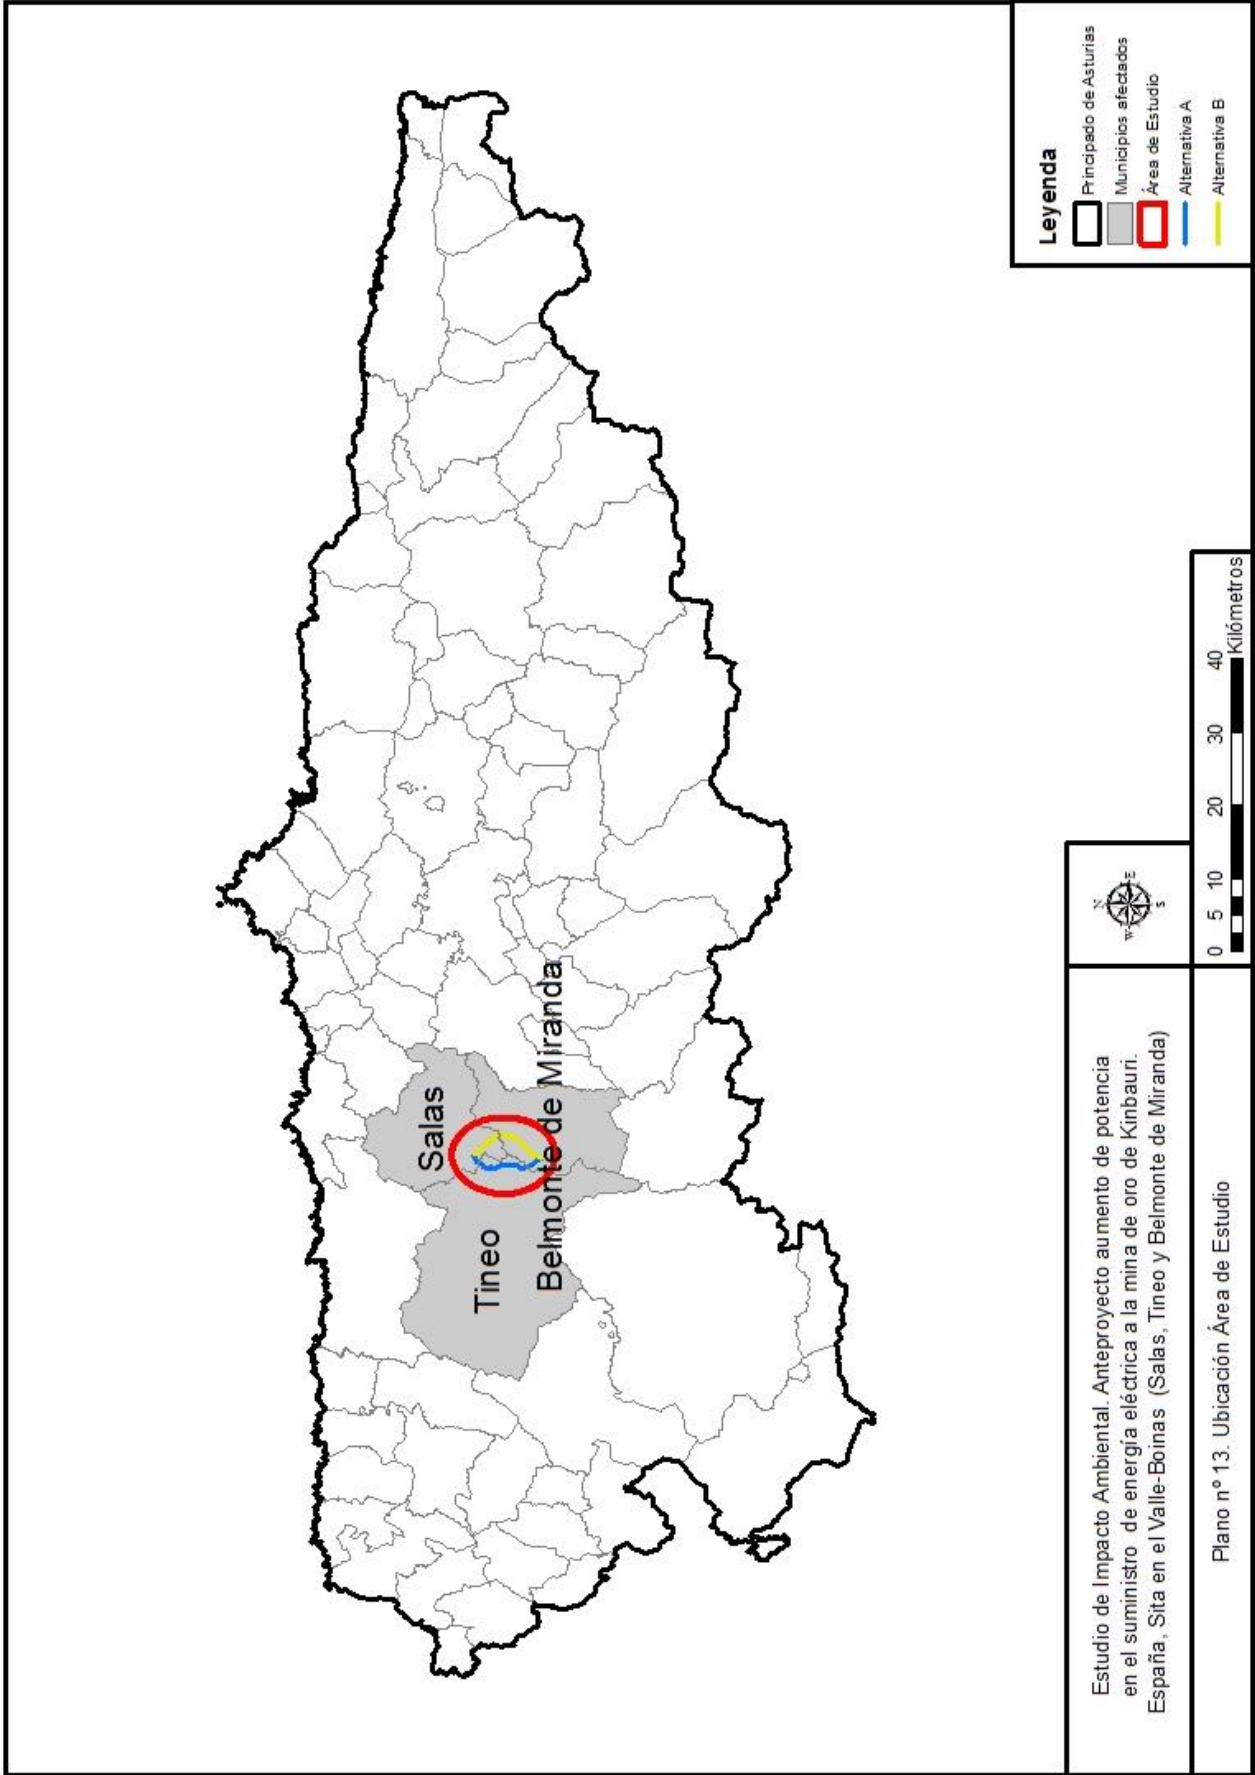 Salas
Tineo
Belmonte de Miranda
Leyenda
Principado de Asturias
Municipios afectados
Área de Estudio
Alternativa A
Alternativa B
Estudio de Impacto Ambiental. Anteproyecto aumento de potencia
en el suministro de energía eléctrica a la mina de oro de Kinbauri.
España, Sita en el Valle-Boinas (Salas, Tineo y Belmonte de Miranda)
N
W E
S
Plano nº 13. Ubicación Área de Estudio
0 5 10 20 30 40
Kilómetros